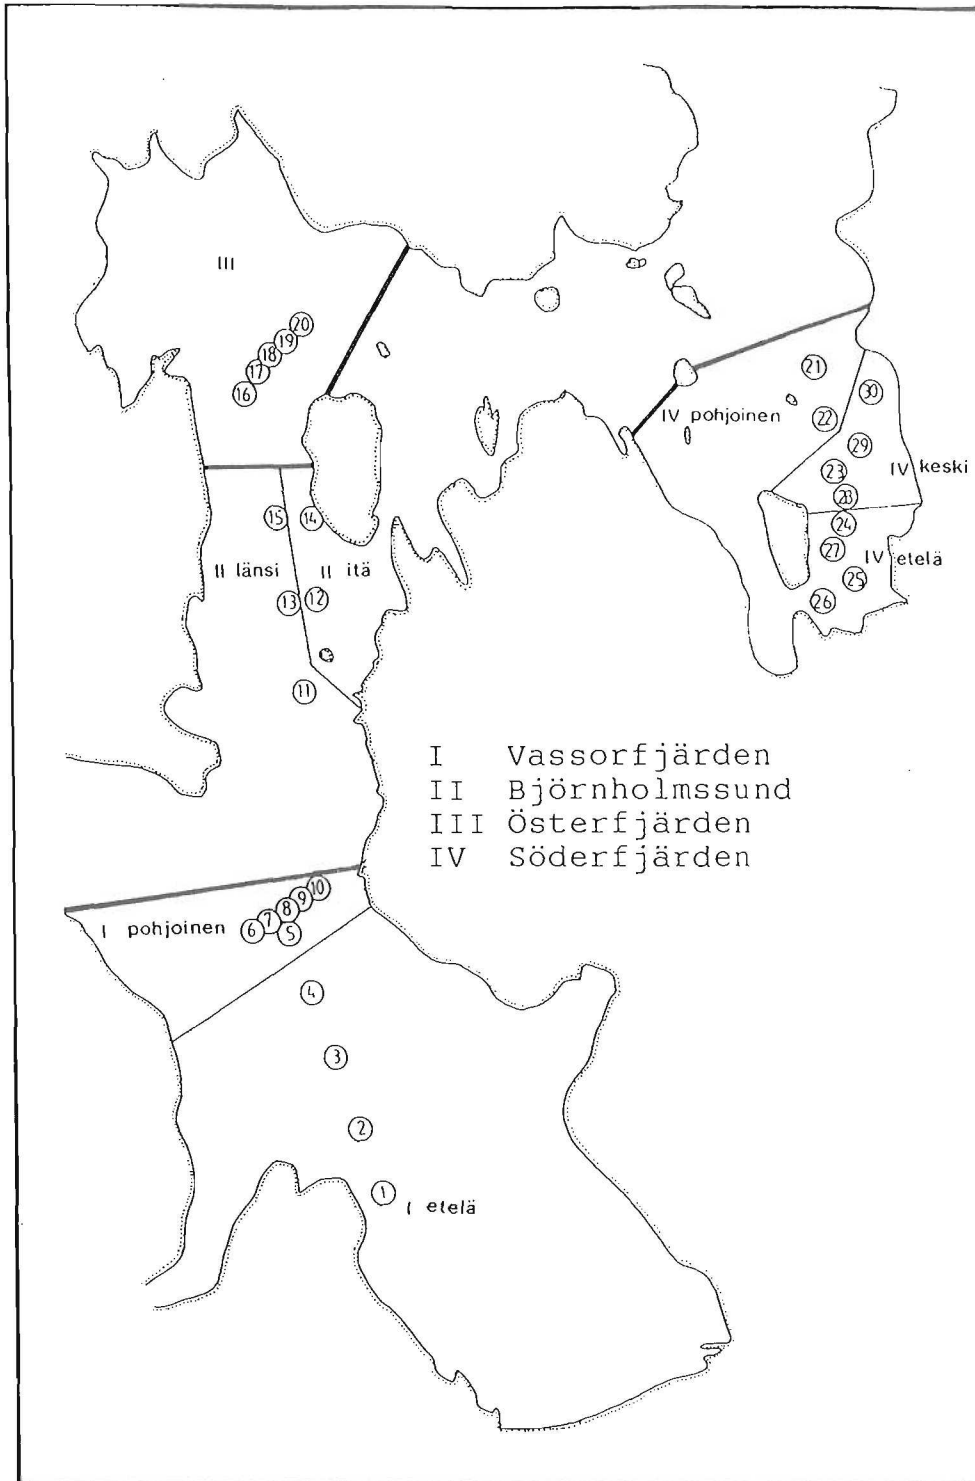 III
20
19
18
17
16
21
30
IV pohjoinen
22
29
23
IV keski
28
15
14
24
27
IV etelä
II länsi
II itä
25
13
12
26
11
I Vassorfjärden
II Björnholmssund
III Österfjärden
IV Söderfjärden
10
9
8
7
I pohjoinen
6
5
4
3
2
1
I etelä